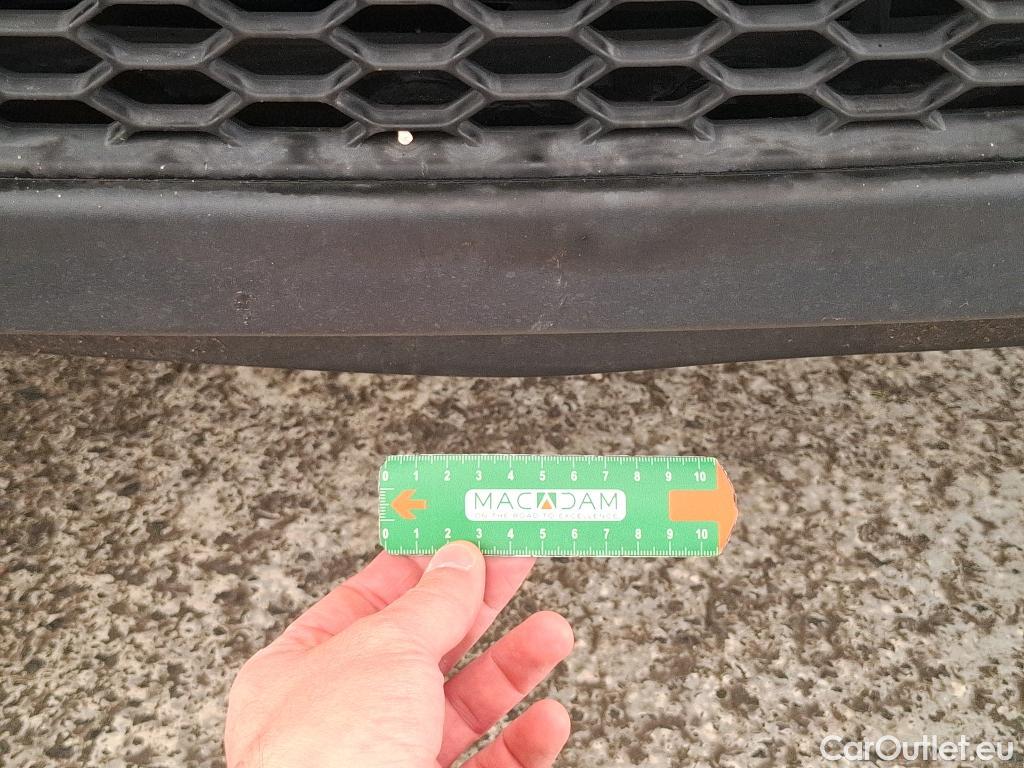 0 1 2 3 4 5 6 7 8 9 10
MACADAM
ON THE ROAD TO EXCELLENCE
0 1 2 3 4 5 6 7 8 9 10
CarOutlet.eu